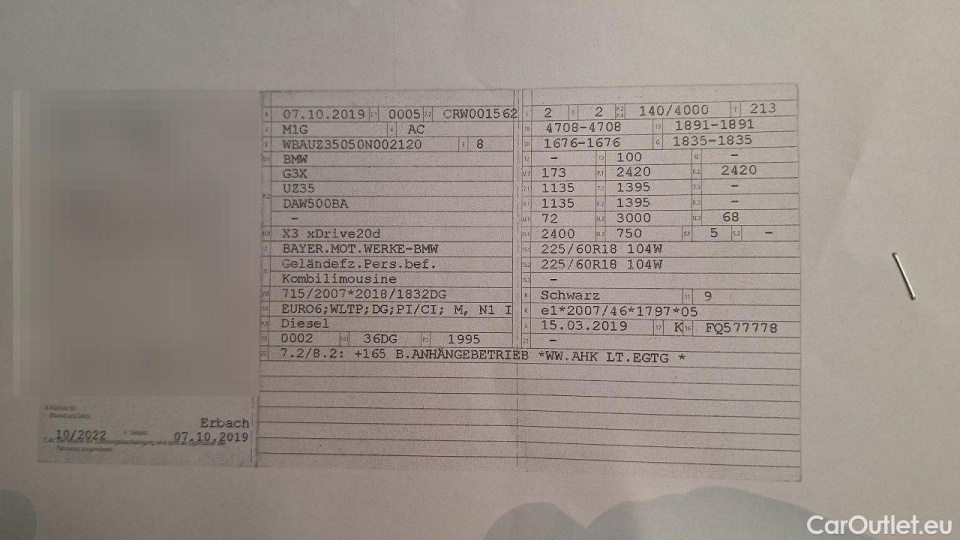 07.10.2019 0005 CRW001562
M1G AC
WBAUZ35050N002120 8
BMW
G3X
UZ35
DAW500BA
-
X3 xDrive20d
BAYER.MOT.WERKE-BMW
Geländefz.Pers.bef.
Kombilimousine
715/2007*2018/1832DG
EURO6;WLTP;DG;PI/CI; M, N1 I
Diesel
0002 36DG 1995
7.2/8.2: +165 B.ANHÄNGEBETRIEB *WW.AHK LT.EGTG *
2 2 140/4000 213
4708-4708 1891-1891
1676-1676 1835-1835
- 100 -
173 2420 2420
1135 1395 -
1135 1395 -
72 3000 68
2400 750 5 -
225/60R18 104W
225/60R18 104W
-
Schwarz 9
e1*2007/46*1797*05
15.03.2019 K FQ577778
-
Erbach
10/2022 07.10.2019
CarOutlet.eu